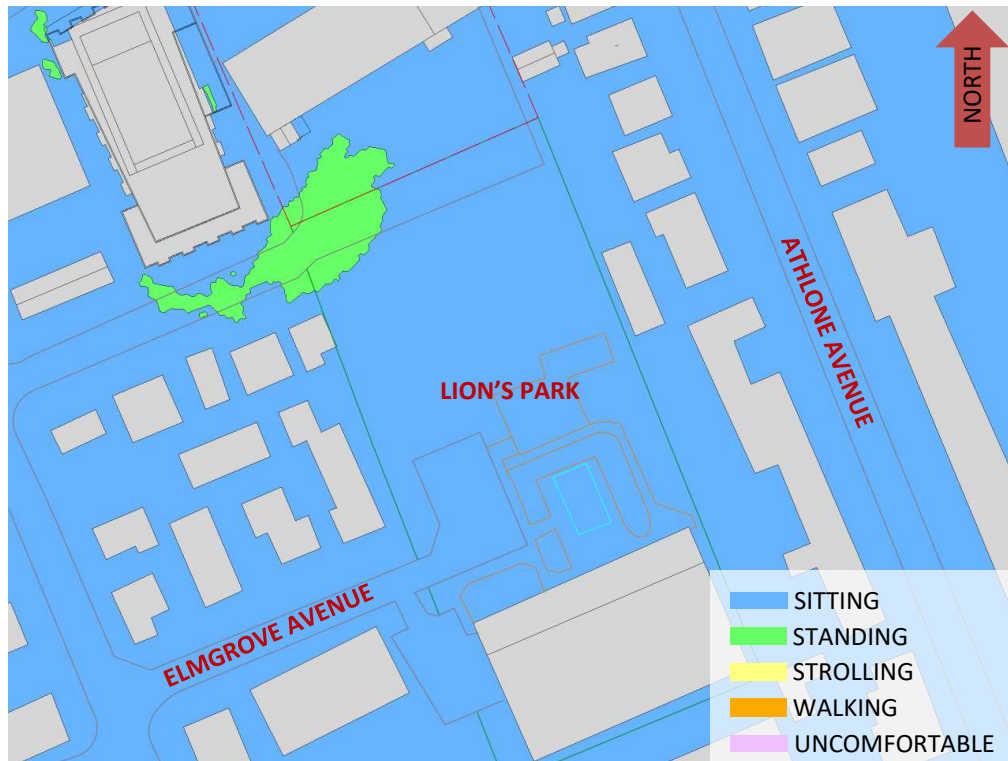 NORTH
ATHLONE AVENUE
LION'S PARK
ELMGROVE AVENUE
SITTING
STANDING
STROLLING
WALKING
UNCOMFORTABLE